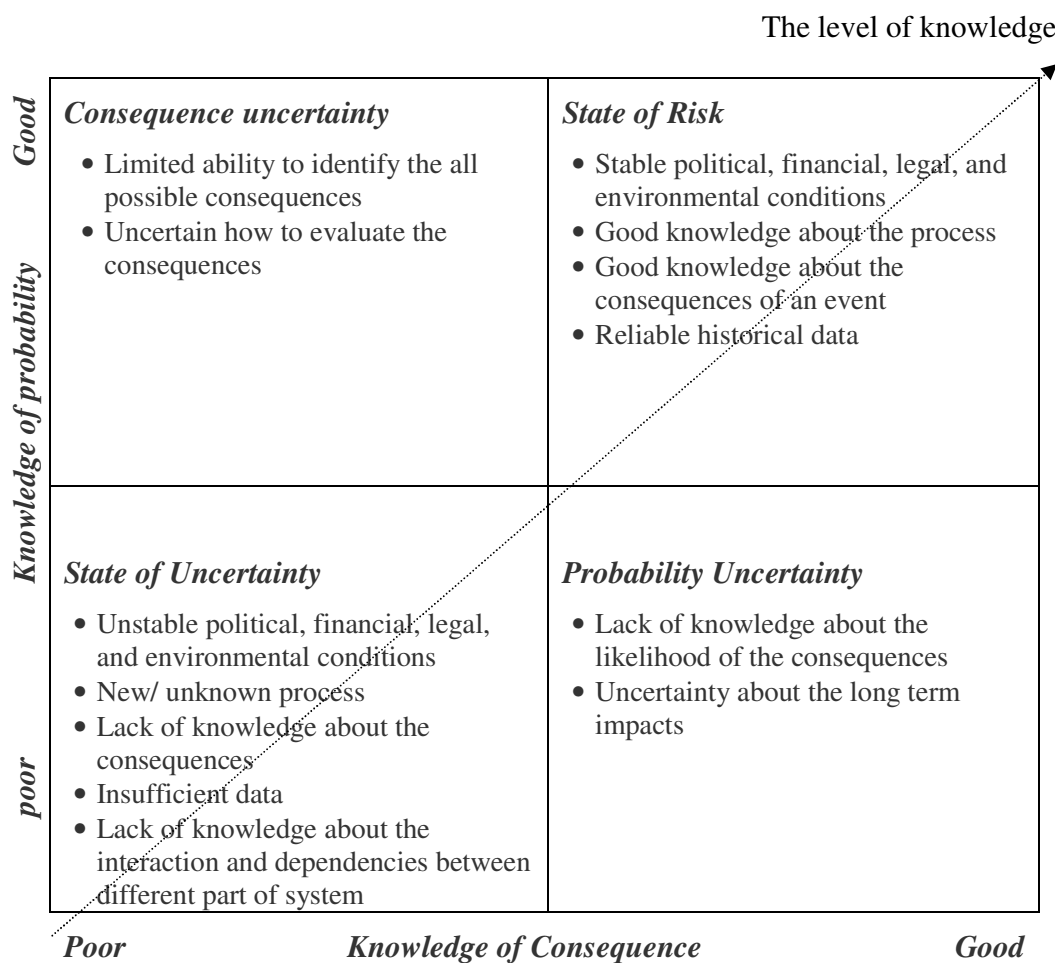 The level of knowledge
Good
Knowledge of probability
poor
Consequence uncertainty
• Limited ability to identify the all
possible consequences
• Uncertain how to evaluate the
consequences
State of Risk
• Stable political, financial, legal, and
environmental conditions
• Good knowledge about the process
• Good knowledge about the
consequences of an event
• Reliable historical data
State of Uncertainty
• Unstable political, financial, legal,
and environmental conditions
• New/ unknown process
• Lack of knowledge about the
consequences
• Insufficient data
• Lack of knowledge about the
interaction and dependencies between
different part of system
Probability Uncertainty
• Lack of knowledge about the
likelihood of the consequences
• Uncertainty about the long term
impacts
Poor
Knowledge of Consequence
Good